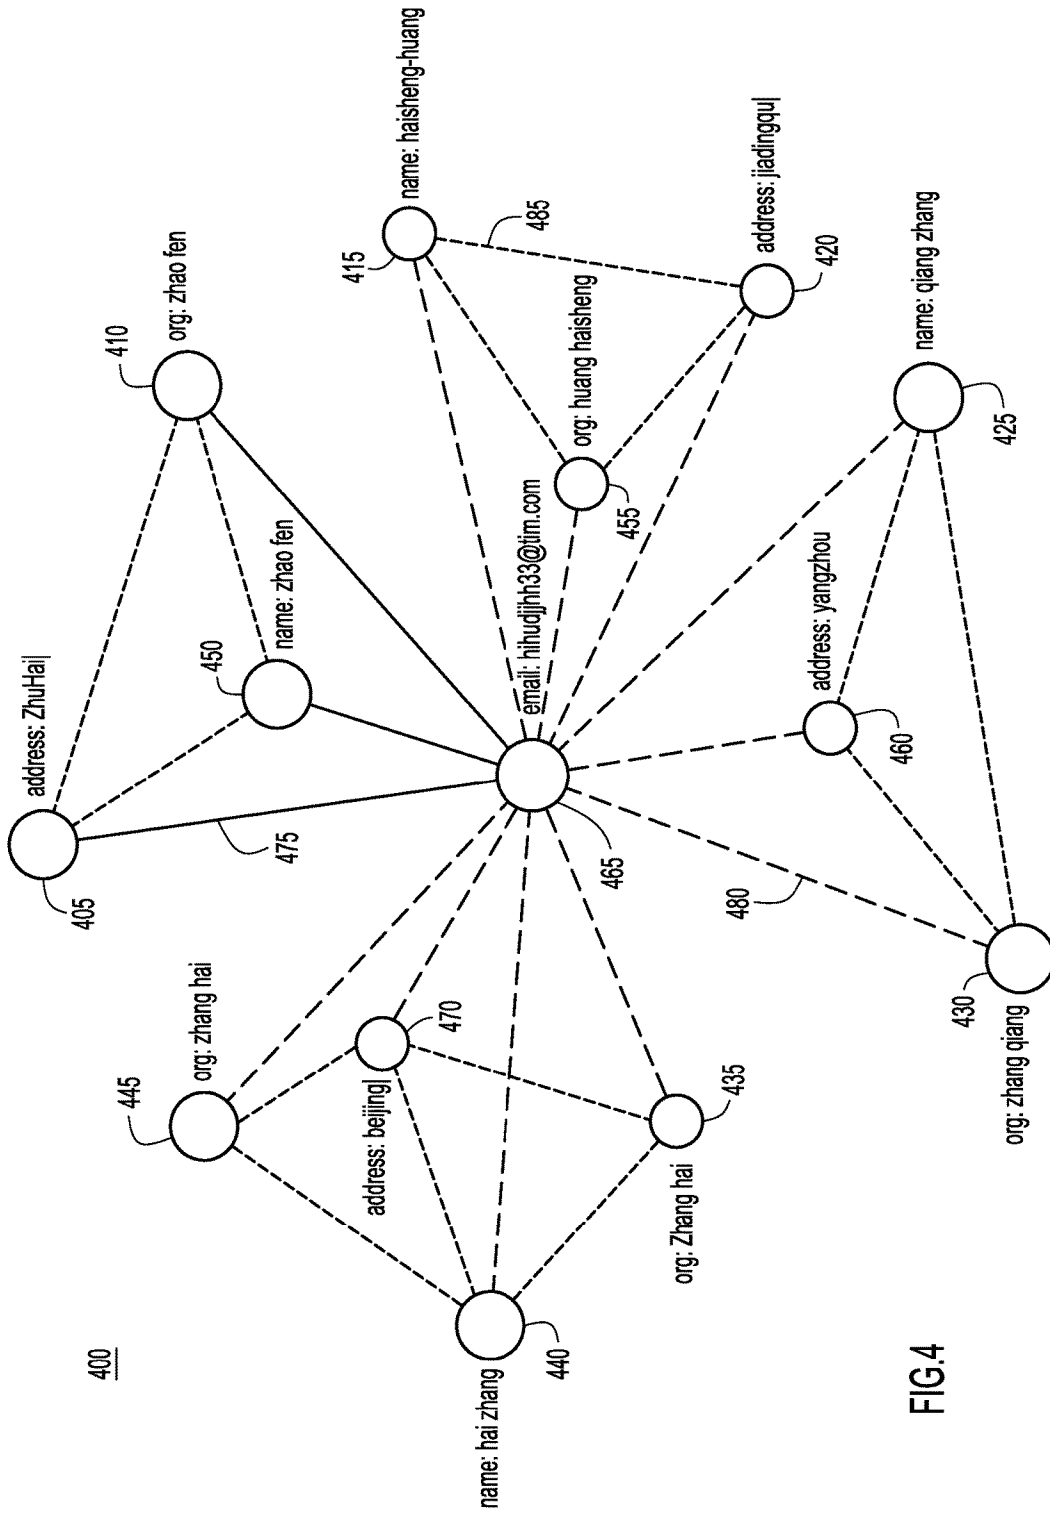 400
445
org: zhang hai
address: beijing|
470
name: hai zhang
440
org: Zhang hai
435
405
address: ZhuHai|
475
450
name: zhao fen
410
org: zhao fen
465
email: hihudjjhh33@tim.com
415
name: haisheng-huang
485
org: huang haisheng
455
address: jiadingqu|
420
480
address: yangzhou
460
name: qiang zhang
425
430
org: zhang qiang
FIG.4